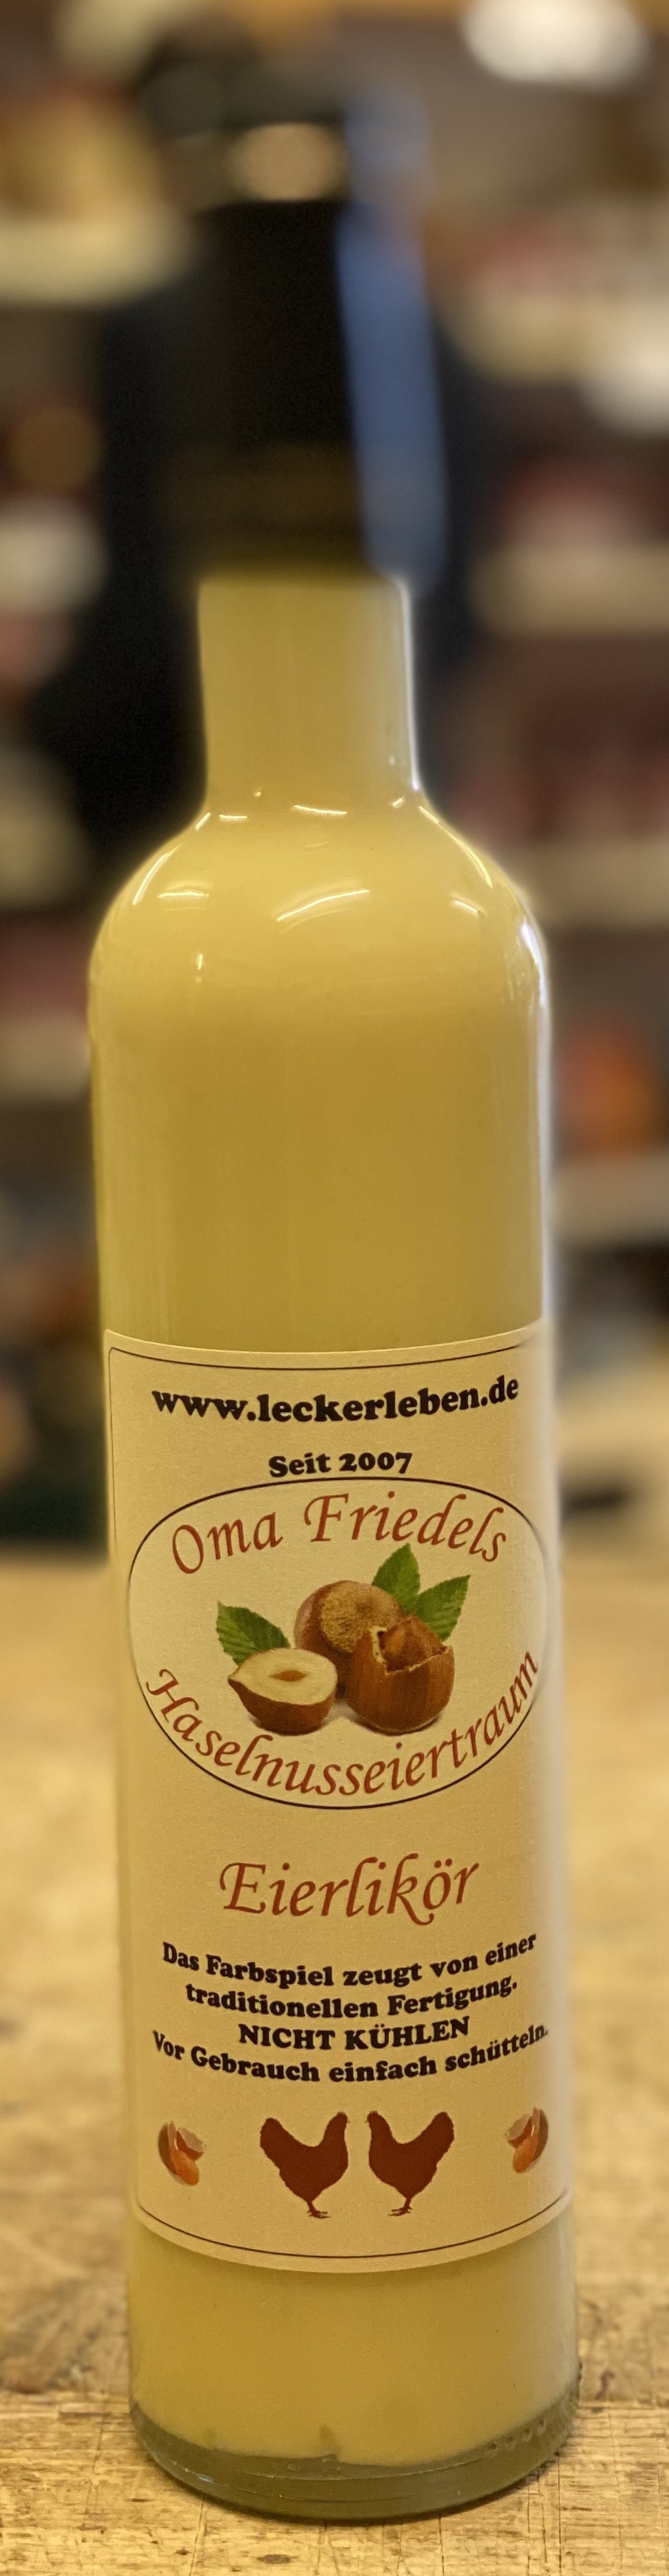 www.leckerleben.de
Seit 2007
Oma Friedels
Haselnusseiertraum
Eierlikör
Das Farbspiel zeugt von einer
traditionellen Fertigung.
NICHT KÜHLEN
Vor Gebrauch einfach schütteln.